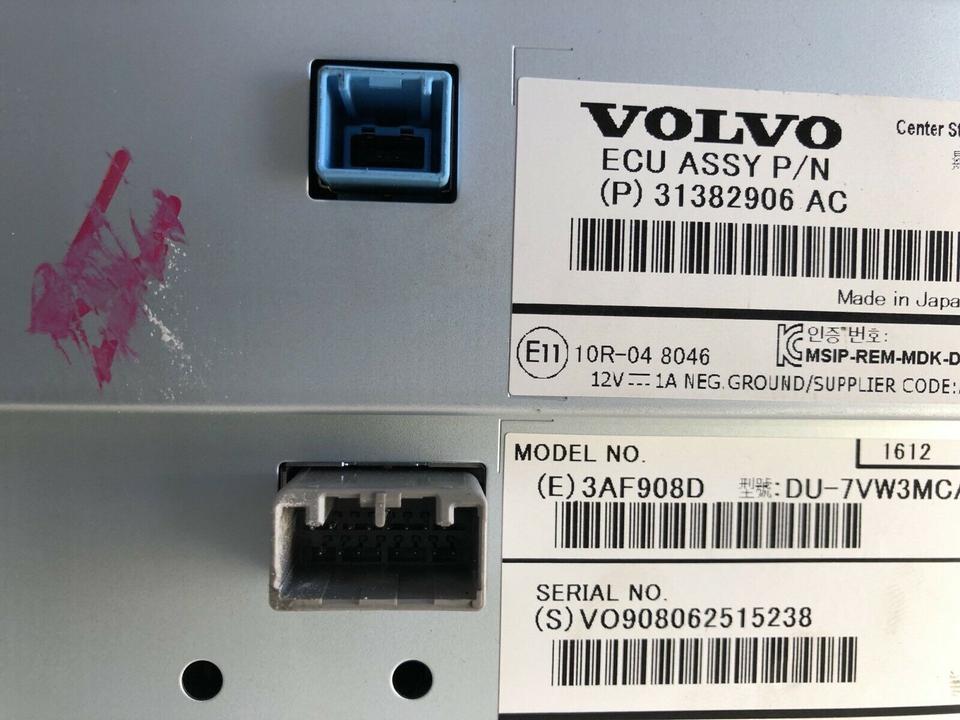 VOLVO
Center St
ECU ASSY P/N
(P) 31382906 AC
Made in Japa
E11 10R-04 8046
인증번호:
MSIP-REM-MDK-D
12V⎓1A NEG.GROUND/SUPPLIER CODE:
MODEL NO.
1612
(E)3AF908D 型號:DU-7VW3MCA
SERIAL NO.
(S)VO908062515238